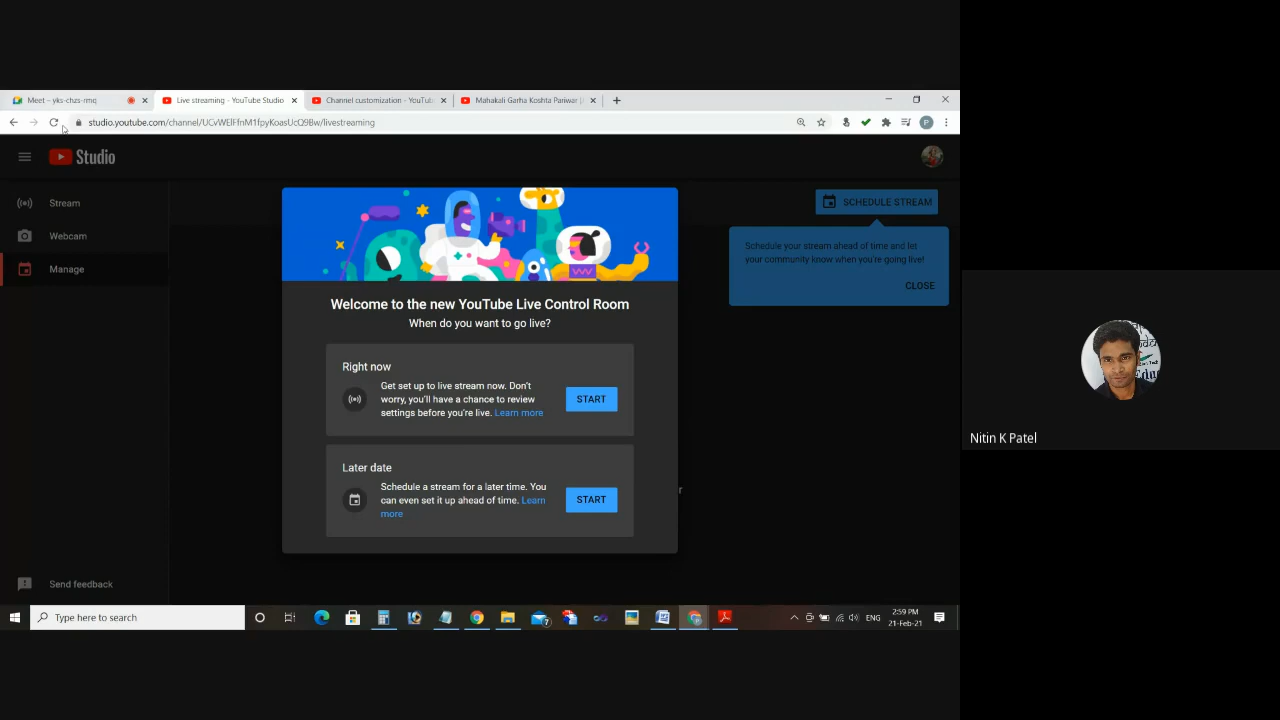 Meet – yks-chzs-rmq
Live streaming - YouTube Studio
Channel customization - YouTu
Mahakali Garha Koshta Pariwar
studio.youtube.com/channel/UCvWElFfnM1fpyKoasUcQ9Bw/livestreaming
Studio
Stream
Webcam
Manage
Send feedback
SCHEDULE STREAM
Schedule your stream ahead of time and let
your community know when you're going live!
CLOSE
Welcome to the new YouTube Live Control Room
When do you want to go live?
Right now
Get set up to live stream now. Don't
worry, you'll have a chance to review
settings before you're live. Learn more
START
Later date
Schedule a stream for a later time. You
can even set it up ahead of time. Learn
more
START
Nitin K Patel
Type here to search
7
ENG
2:59 PM
21-Feb-21
P